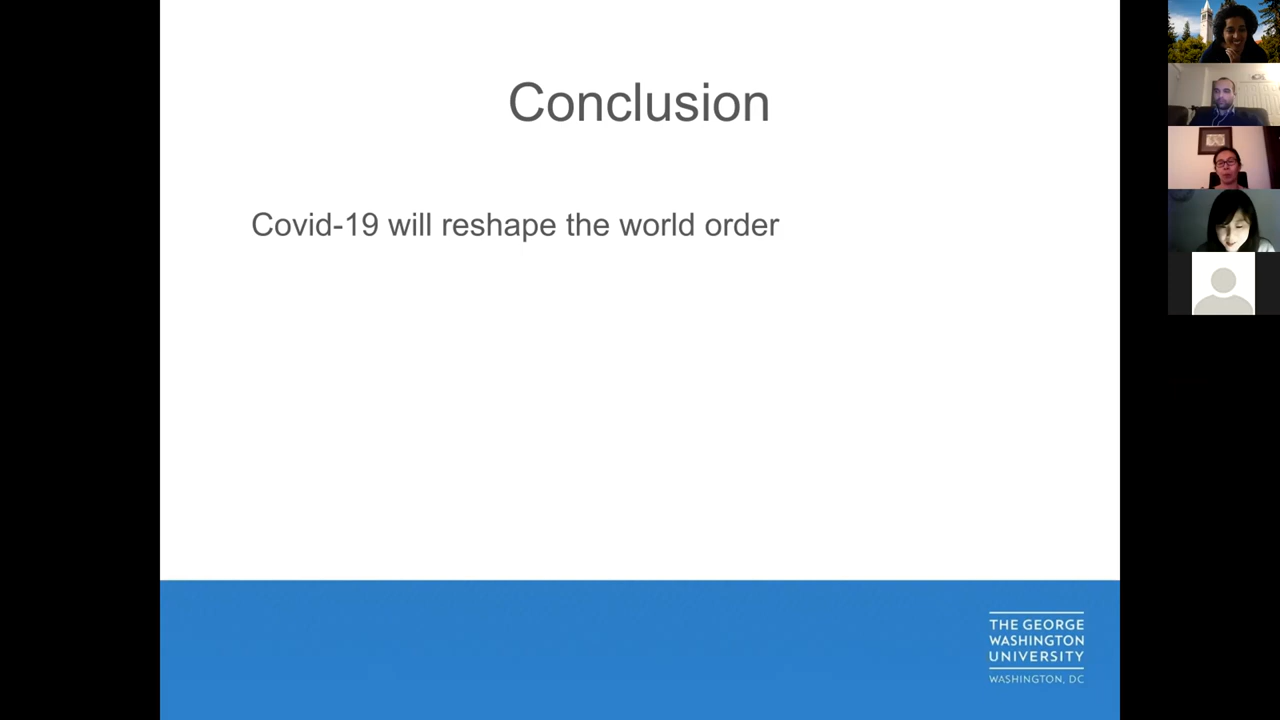 Conclusion
Covid-19 will reshape the world order
THE GEORGE
WASHINGTON
UNIVERSITY
WASHINGTON, DC